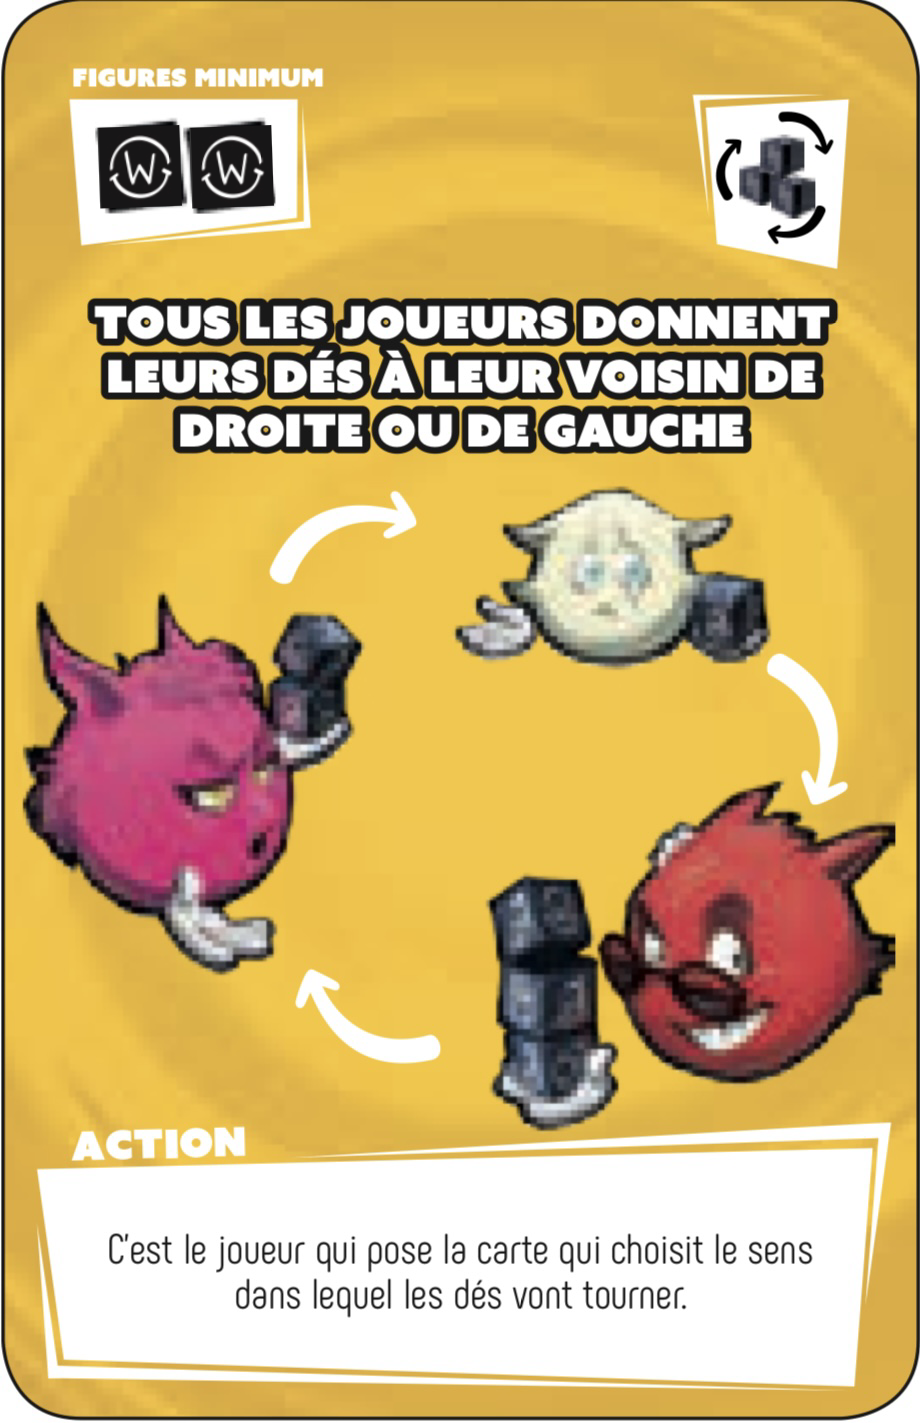 FIGURES MINIMUM
W W
TOUS LES JOUEURS DONNENT
LEURS DÉS À LEUR VOISIN DE
DROITE OU DE GAUCHE
ACTION
C'est le joueur qui pose la carte qui choisit le sens
dans lequel les dés vont tourner.